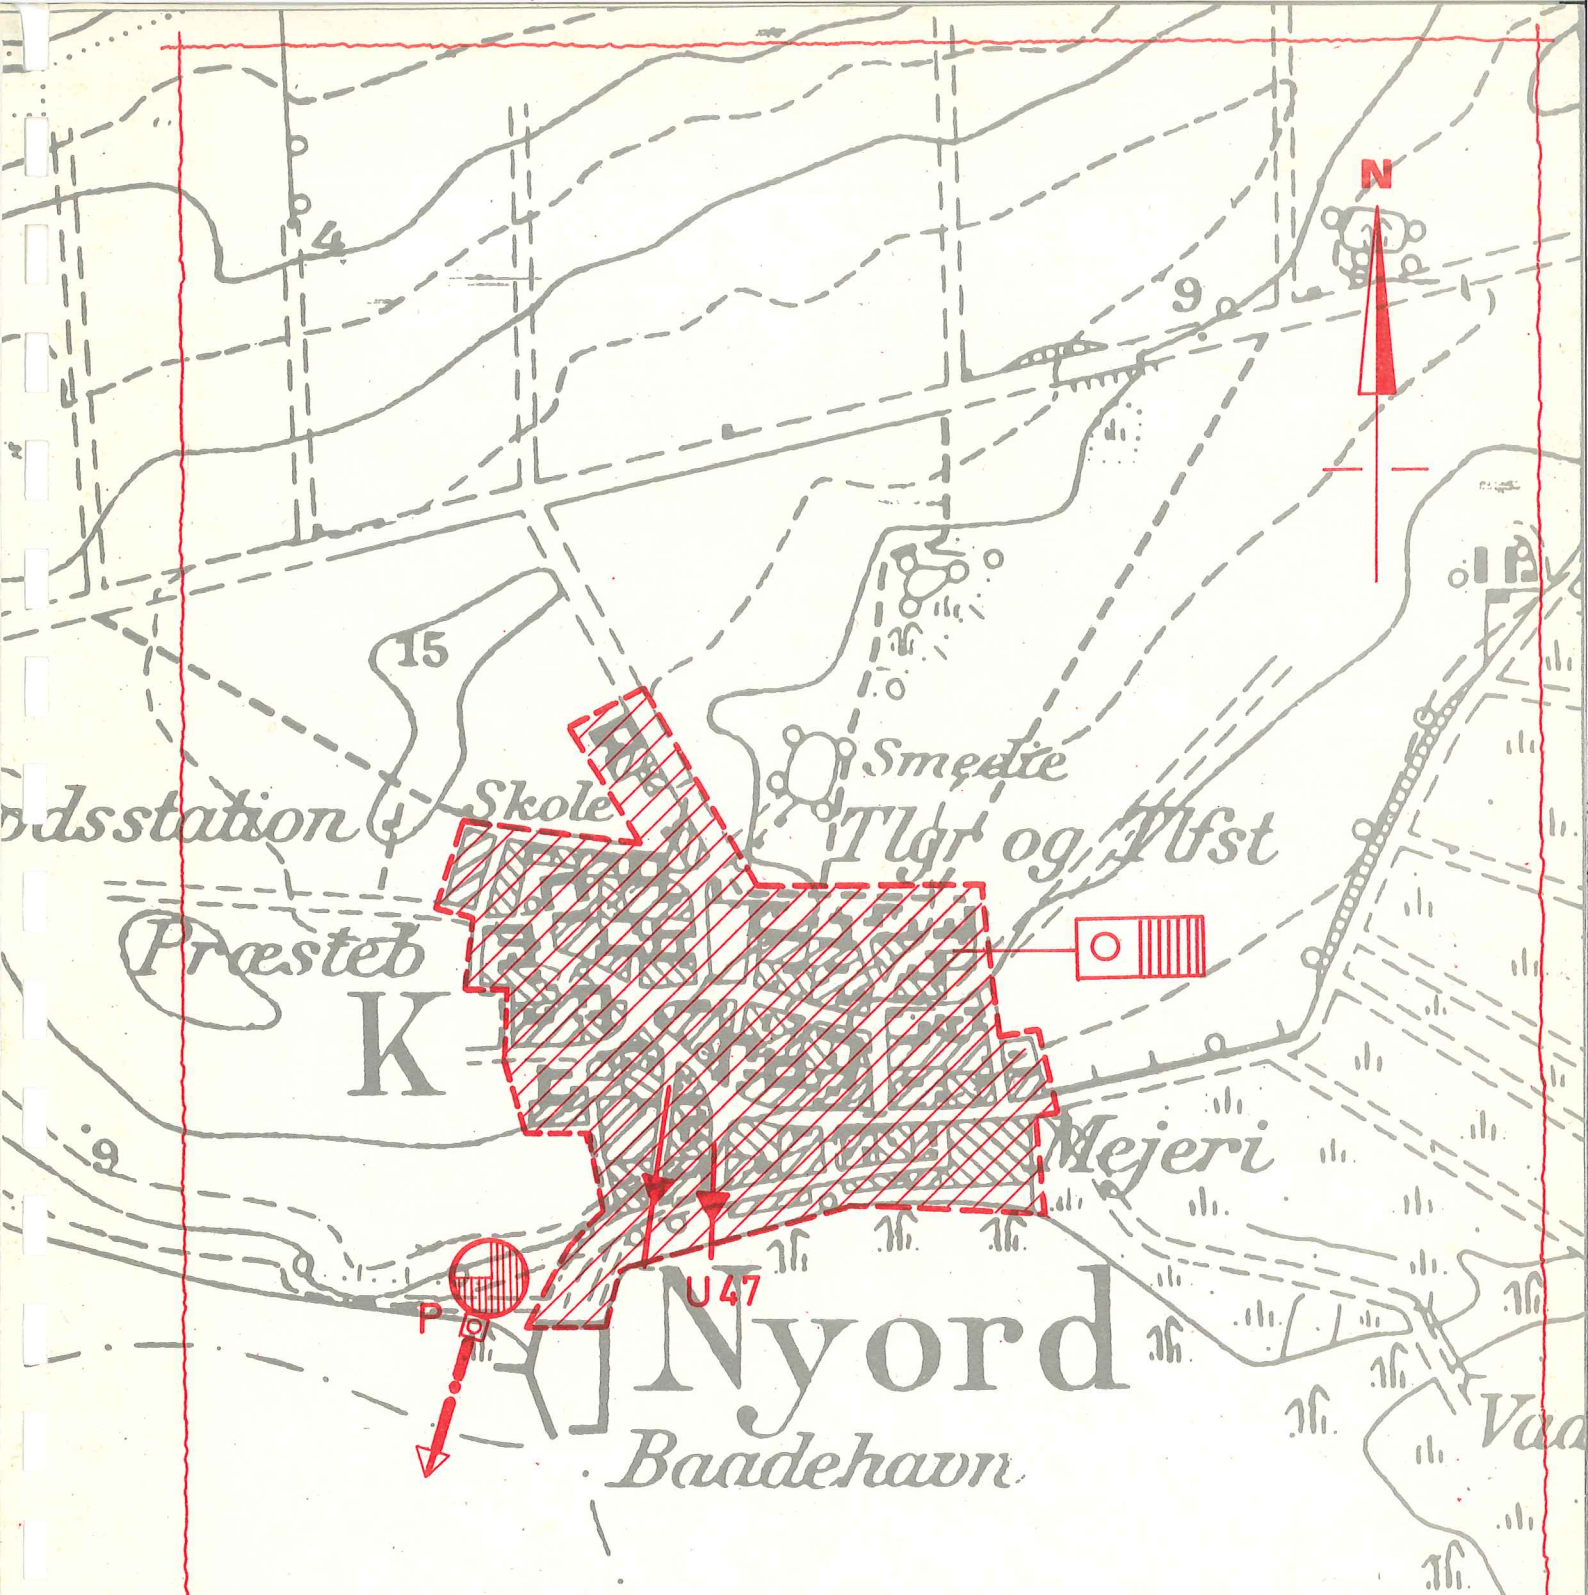 N
4
9
15
Smedie
Skole
odsstation
Tlgr og Tlfst
Præsteb
K
Mejeri
9
P
U 47
Nyord
Vaa
Baadehavn